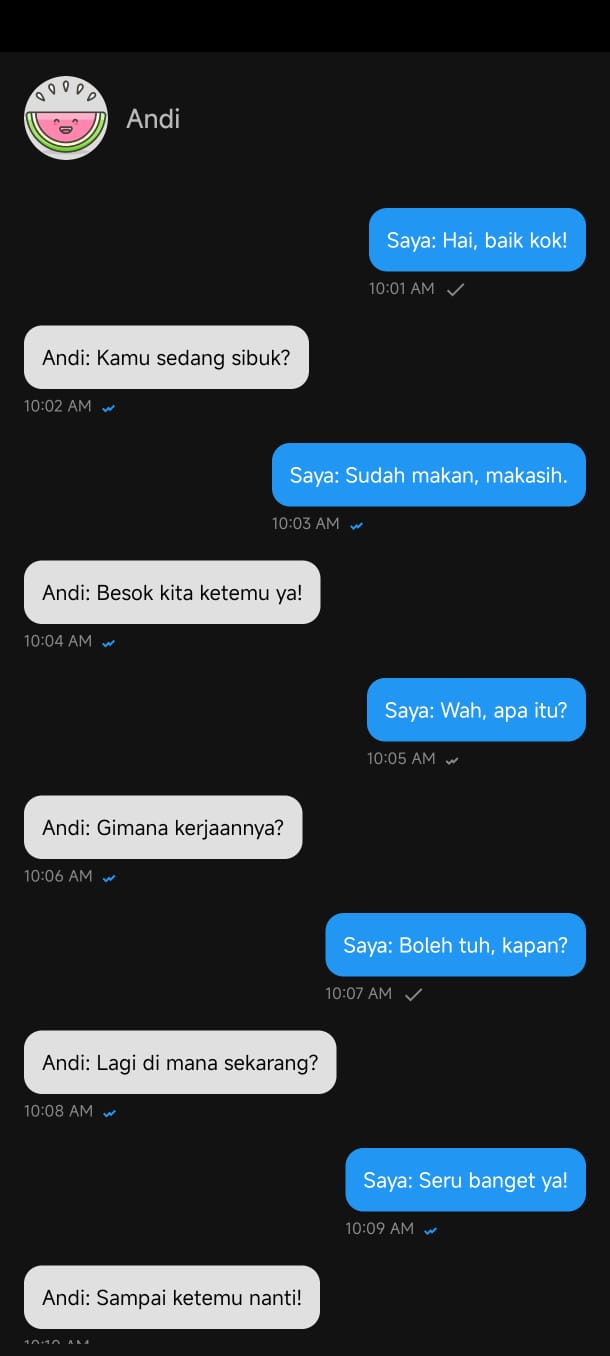 Andi
Saya: Hai, baik kok!
10:01 AM
Andi: Kamu sedang sibuk?
10:02 AM
Saya: Sudah makan, makasih.
10:03 AM
Andi: Besok kita ketemu ya!
10:04 AM
Saya: Wah, apa itu?
10:05 AM
Andi: Gimana kerjaannya?
10:06 AM
Saya: Boleh tuh, kapan?
10:07 AM
Andi: Lagi di mana sekarang?
10:08 AM
Saya: Seru banget ya!
10:09 AM
Andi: Sampai ketemu nanti!
10:10 AM